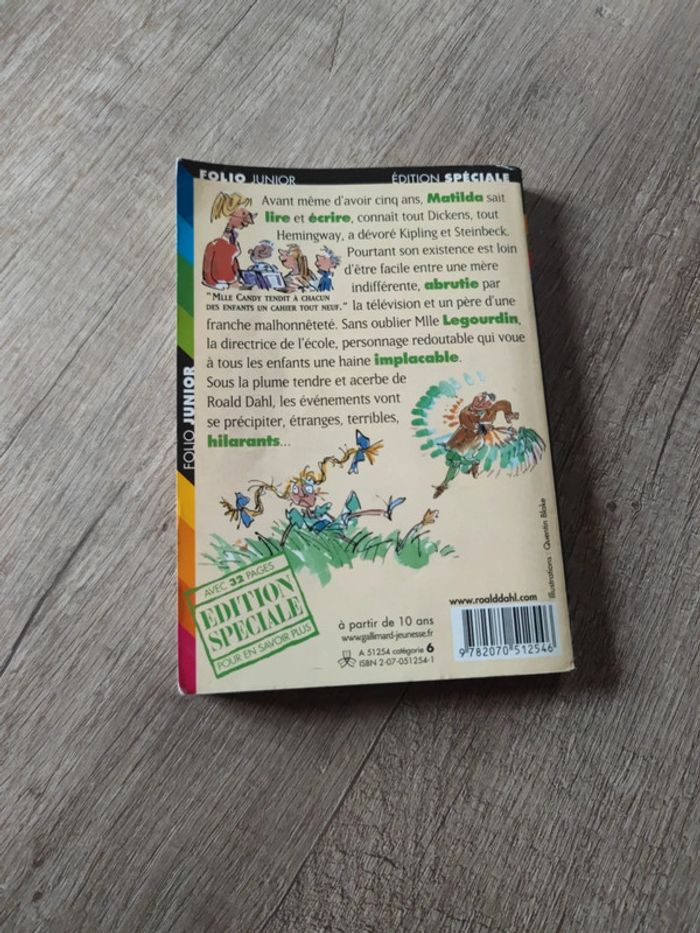 FOLIO JUNIOR
ÉDITION SPÉCIALE
Avant même d'avoir cinq ans, Matilda sait
lire et écrire, connaît tout Dickens, tout
Hemingway, a dévoré Kipling et Steinbeck.
Pourtant son existence est loin
d'être facile entre une mère
indifférente, abrutie par
"MLLE CANDY TENDIT À CHACUN
DES ENFANTS UN CAHIER TOUT NEUF."
la télévision et un père d'une
franche malhonnêteté. Sans oublier Mlle Legourdin,
la directrice de l'école, personnage redoutable qui voue
à tous les enfants une haine implacable.
Sous la plume tendre et acerbe de
Roald Dahl, les événements vont
se précipiter, étranges, terribles,
hilarants...
FOLIO JUNIOR
Illustrations : Quentin Blake
AVEC 32 PAGES
EDITION
SPÉCIALE
POUR EN SAVOIR PLUS
à partir de 10 ans
www.gallimard-jeunesse.fr
A 51254 catégorie 6
ISBN 2-07-051254-1
www.roalddahl.com
9 782070 512546